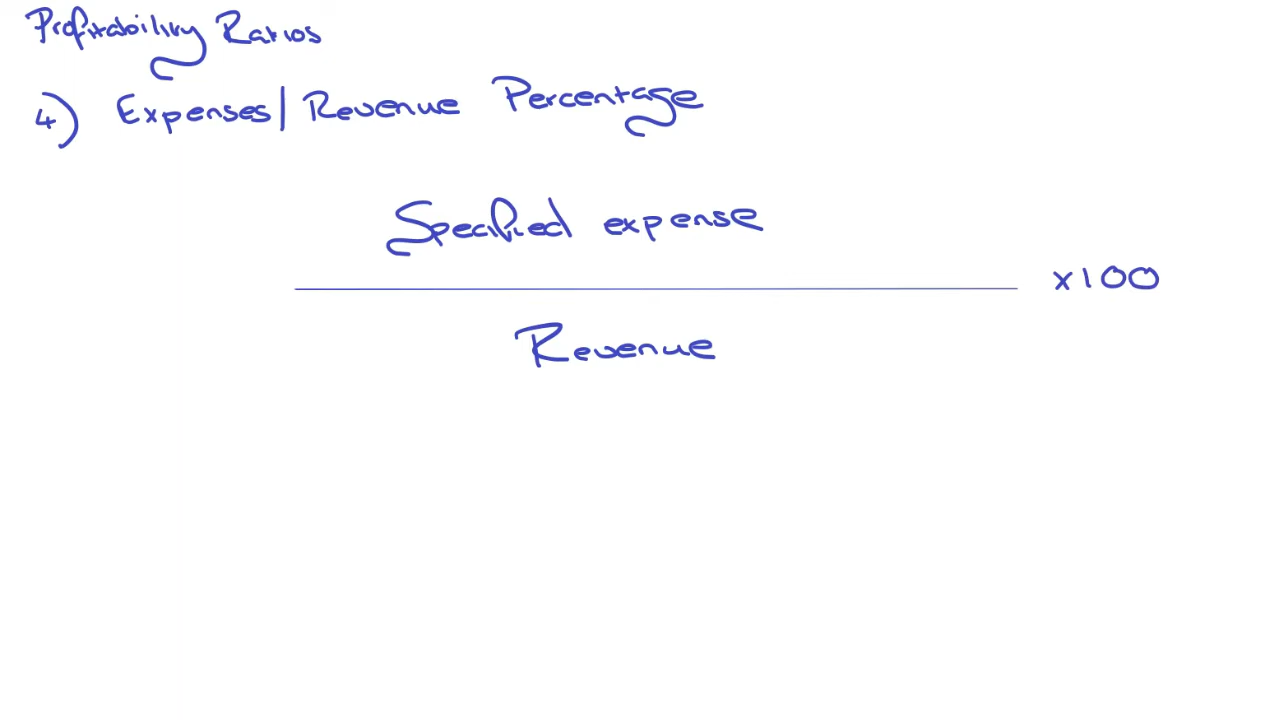 Profitability Ratios
4) Expenses/Revenue Percentage
Specified expense
x100
Revenue